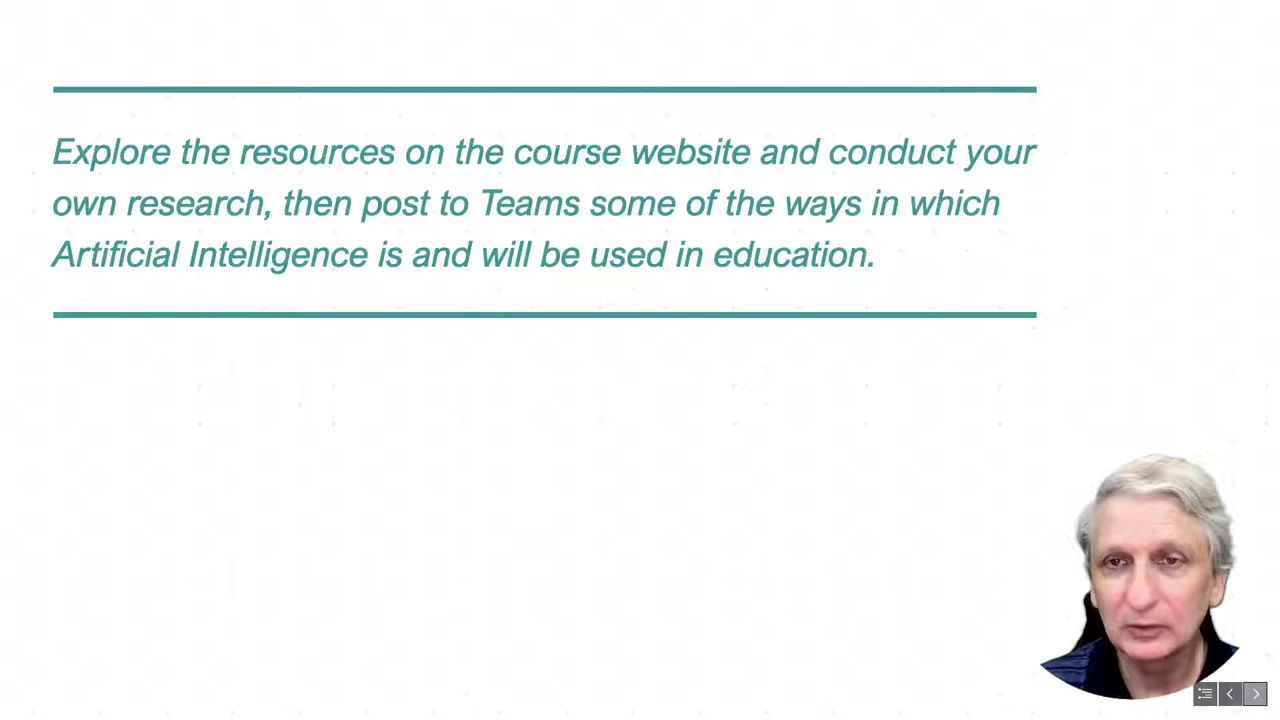 Explore the resources on the course website and conduct your
own research, then post to Teams some of the ways in which
Artificial Intelligence is and will be used in education.